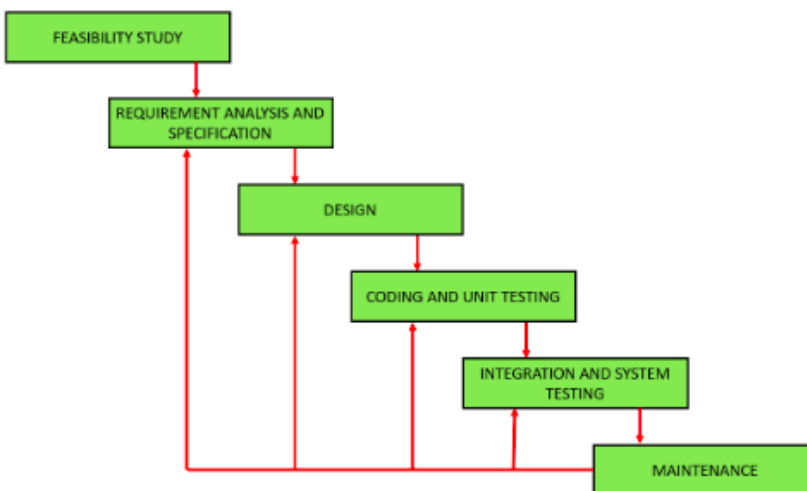 FEASIBILITY STUDY
REQUIREMENT ANALYSIS AND
SPECIFICATION
DESIGN
CODING AND UNIT TESTING
INTEGRATION AND SYSTEM
TESTING
MAINTENANCE